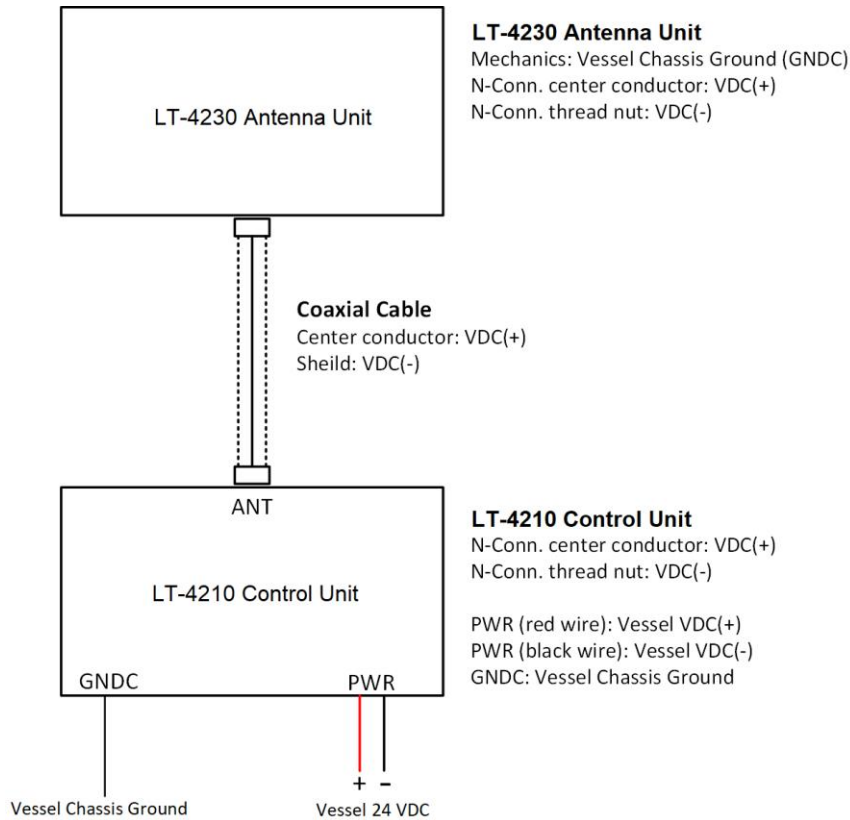 LT-4230 Antenna Unit
LT-4230 Antenna Unit
Mechanics: Vessel Chassis Ground (GNDC)
N-Conn. center conductor: VDC(+)
N-Conn. thread nut: VDC(-)
Coaxial Cable
Center conductor: VDC(+)
Sheild: VDC(-)
ANT
LT-4210 Control Unit
GNDC
PWR
LT-4210 Control Unit
N-Conn. center conductor: VDC(+)
N-Conn. thread nut: VDC(-)
PWR (red wire): Vessel VDC(+)
PWR (black wire): Vessel VDC(-)
GNDC: Vessel Chassis Ground
+ –
Vessel Chassis Ground
Vessel 24 VDC